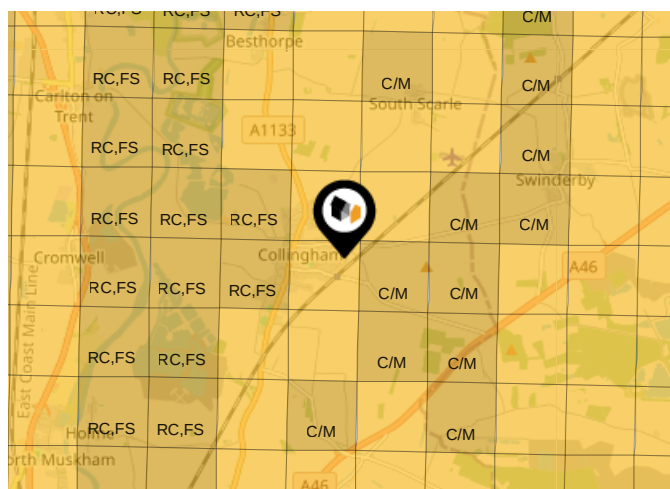 RC,FS RC,FS RC,FS C/M
Besthorpe
RC,FS RC,FS C/M C/M
Carlton on
Trent
South Scarle
A1133
RC,FS RC,FS C/M
Swinderby
RC,FS RC,FS RC,FS C/M C/M
Cromwell
Collingham
A46
RC,FS RC,FS RC,FS C/M C/M
East Coast Main Line
RC,FS RC,FS C/M C/M
RC,FS RC,FS C/M C/M
Holme
orth Muskham
A46